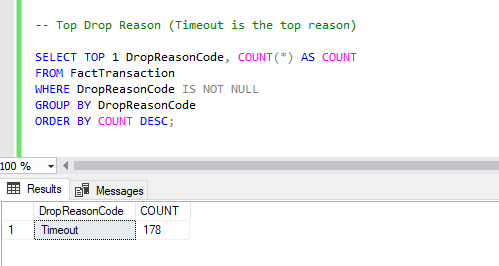 -- Top Drop Reason (Timeout is the top reason)
SELECT TOP 1 DropReasonCode, COUNT(*) AS COUNT
FROM FactTransaction
WHERE DropReasonCode IS NOT NULL
GROUP BY DropReasonCode
ORDER BY COUNT DESC;
100 %
Results Messages
DropReasonCode COUNT
1 Timeout 178